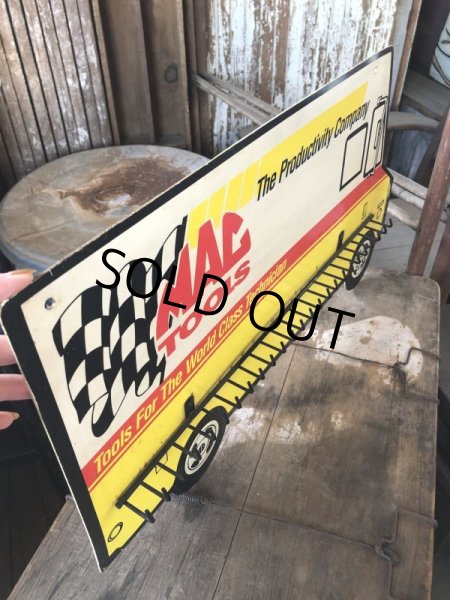 The Productivity Company
MAC
TOOLS
Tools For The World Class Technician
SOLD OUT